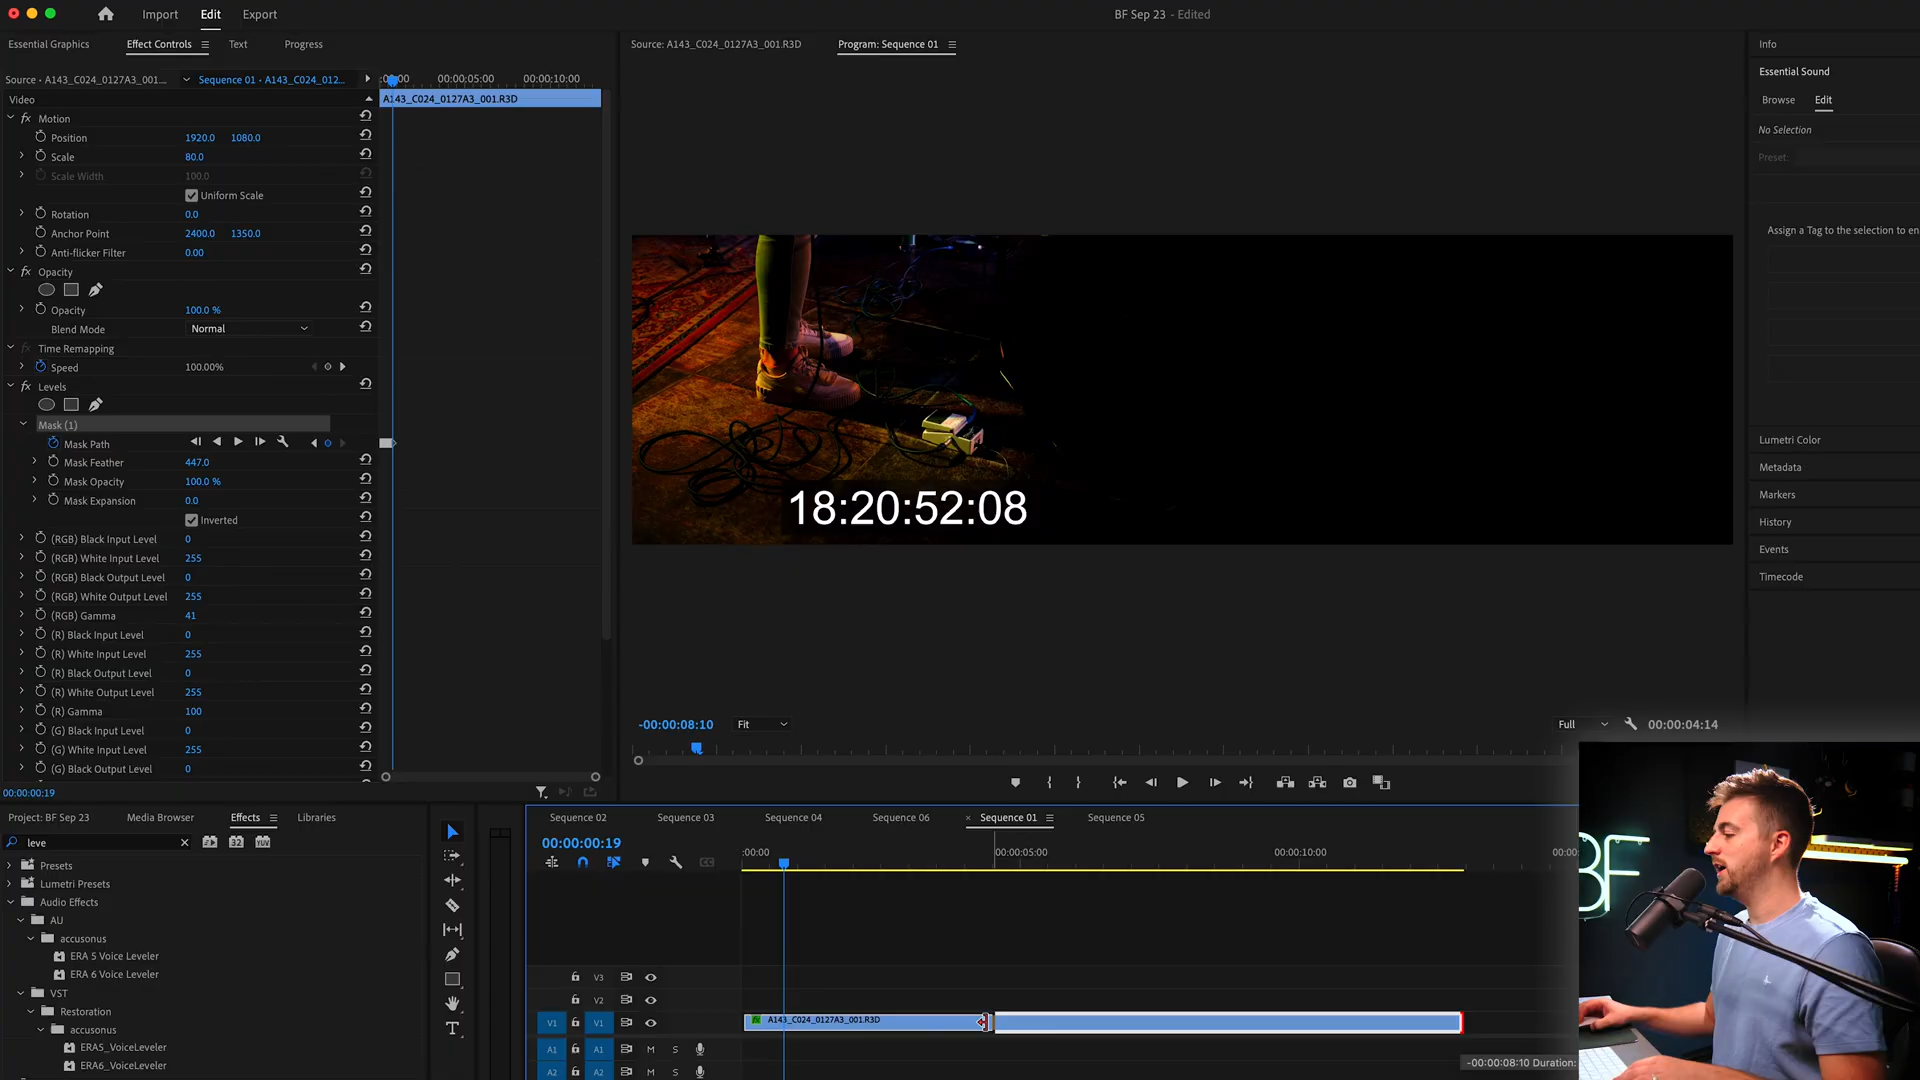 Import Edit Export
BF Sep 23 - Edited
Essential Graphics Effect Controls Text Progress
Source: A143_C024_0127A3_001.R3D Program: Sequence 01
Info
Source • A143_C024_0127A3_001... Sequence 01 • A143_C024_012...
:00:00 00:00:05:00 00:00:10:00
Essential Sound
Browse Edit
No Selection
Preset:
Assign a Tag to the selection to en
Video
A143_C024_0127A3_001.R3D
fx Motion
Position 1920.0 1080.0
Scale 80.0
Scale Width 100.0
Uniform Scale
Rotation 0.0
Anchor Point 2400.0 1350.0
Anti-flicker Filter 0.00
fx Opacity
Opacity 100.0 %
Blend Mode Normal
fx Time Remapping
Speed 100.00%
fx Levels
Mask (1)
Mask Path
Mask Feather 447.0
Mask Opacity 100.0 %
Mask Expansion 0.0
Inverted
(RGB) Black Input Level 0
(RGB) White Input Level 255
(RGB) Black Output Level 0
(RGB) White Output Level 255
(RGB) Gamma 41
(R) Black Input Level 0
(R) White Input Level 255
(R) Black Output Level 0
(R) White Output Level 255
(R) Gamma 100
(G) Black Input Level 0
(G) White Input Level 255
(G) Black Output Level 0
00:00:00:19
18:20:52:08
Lumetri Color
Metadata
Markers
History
Events
Timecode
-00:00:08:10 Fit Full 00:00:04:14
Project: BF Sep 23 Media Browser Effects Libraries
leve
32 YUV
Presets
Lumetri Presets
Audio Effects
AU
accusonus
ERA 5 Voice Leveler
ERA 6 Voice Leveler
VST
Restoration
accusonus
ERA5_VoiceLeveler
ERA6_VoiceLeveler
T
Sequence 02 Sequence 03 Sequence 04 Sequence 06 × Sequence 01 Sequence 05
00:00:00:19
CC
:00:00 00:00:05:00 00:00:10:00 00:00:
V3
V2
V1 V1
fx A143_C024_0127A3_001.R3D
A1 A1 M S
A2 A2 M S
-00:00:08:10 Duration:
BF